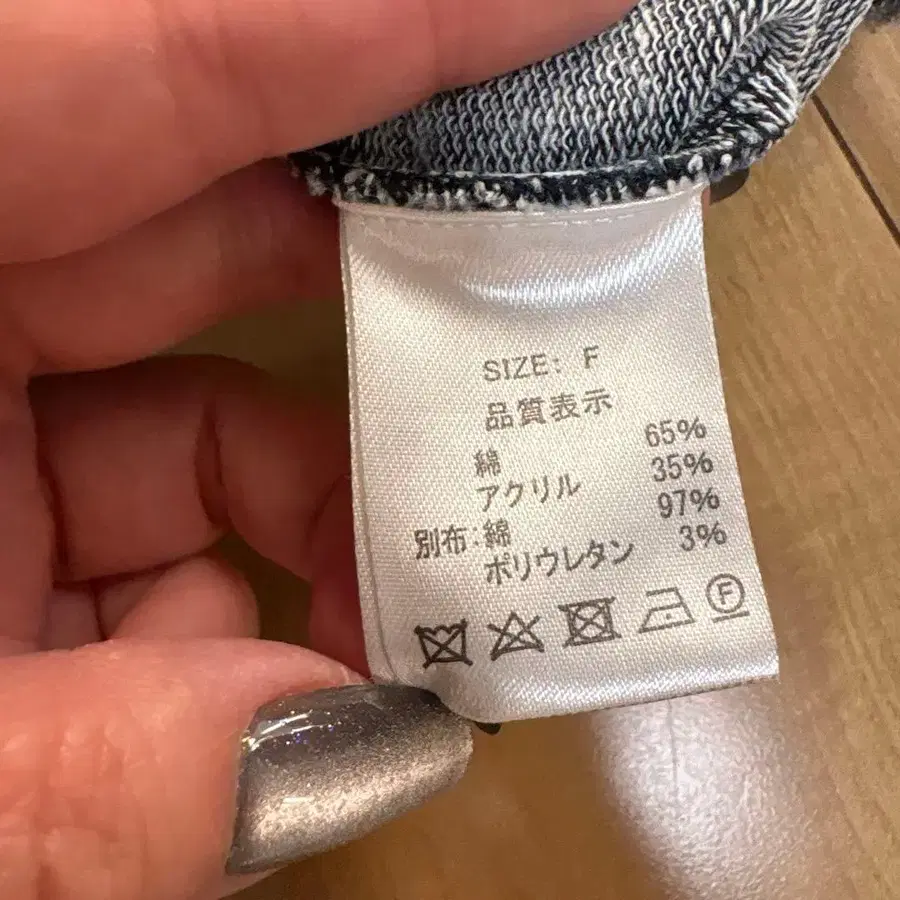 SIZE: F
品質表示
綿 65%
アクリル 35%
別布:綿 97%
ポリウレタン 3%
F